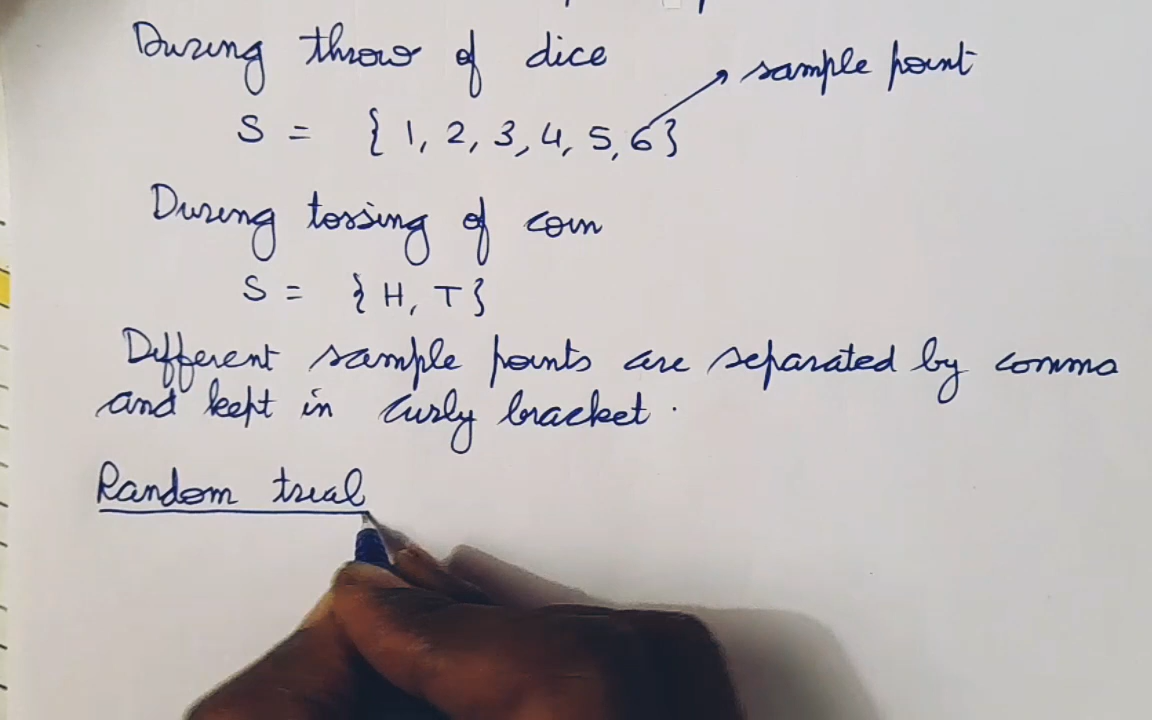 During throw of dice
sample point
S = { 1, 2, 3, 4, 5, 6 }
During tossing of coin
S = { H, T }
Different sample points are separated by comma
and kept in curly bracket.
Random trial